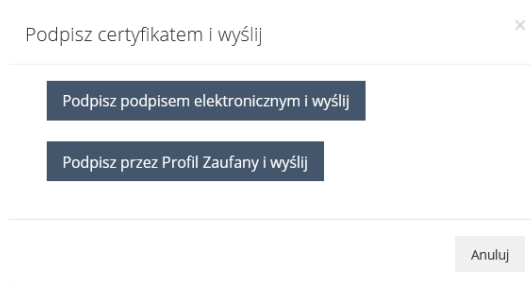 Podpisz certyfikatem i wyślij
×
Podpisz podpisem elektronicznym i wyślij
Podpisz przez Profil Zaufany i wyślij
Anuluj